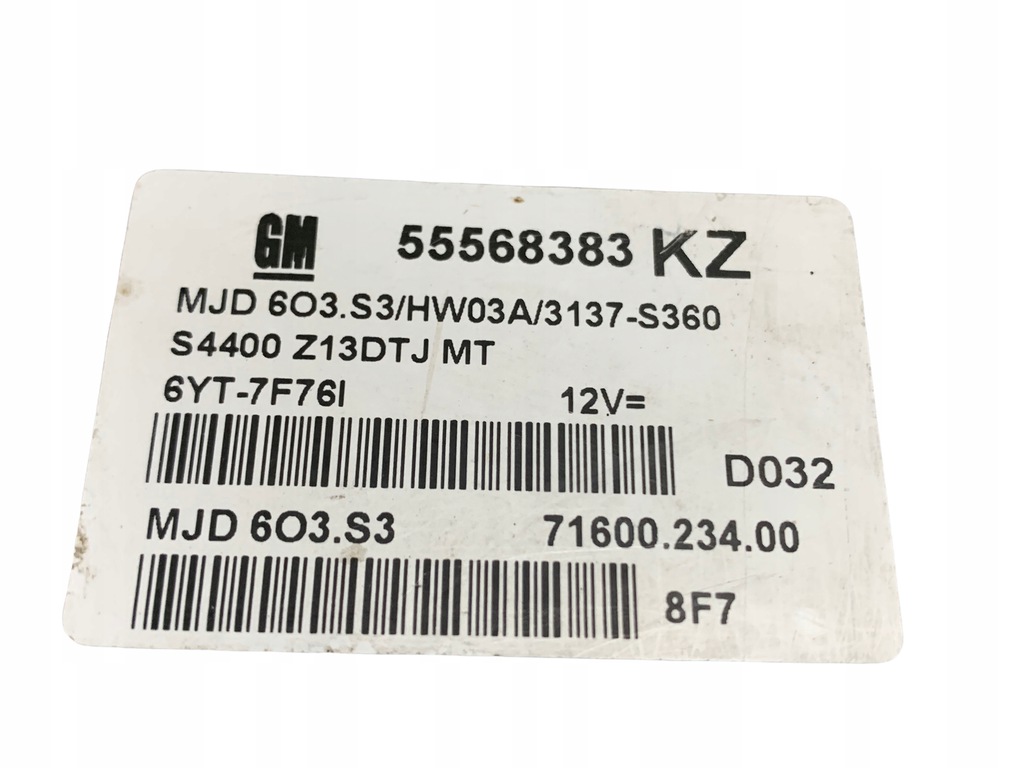 GM 55568383 KZ
MJD 6O3.S3/HW03A/3137-S360
S4400 Z13DTJ MT
6YT-7F76I 12V=
D032
MJD 6O3.S3 71600.234.00
8F7